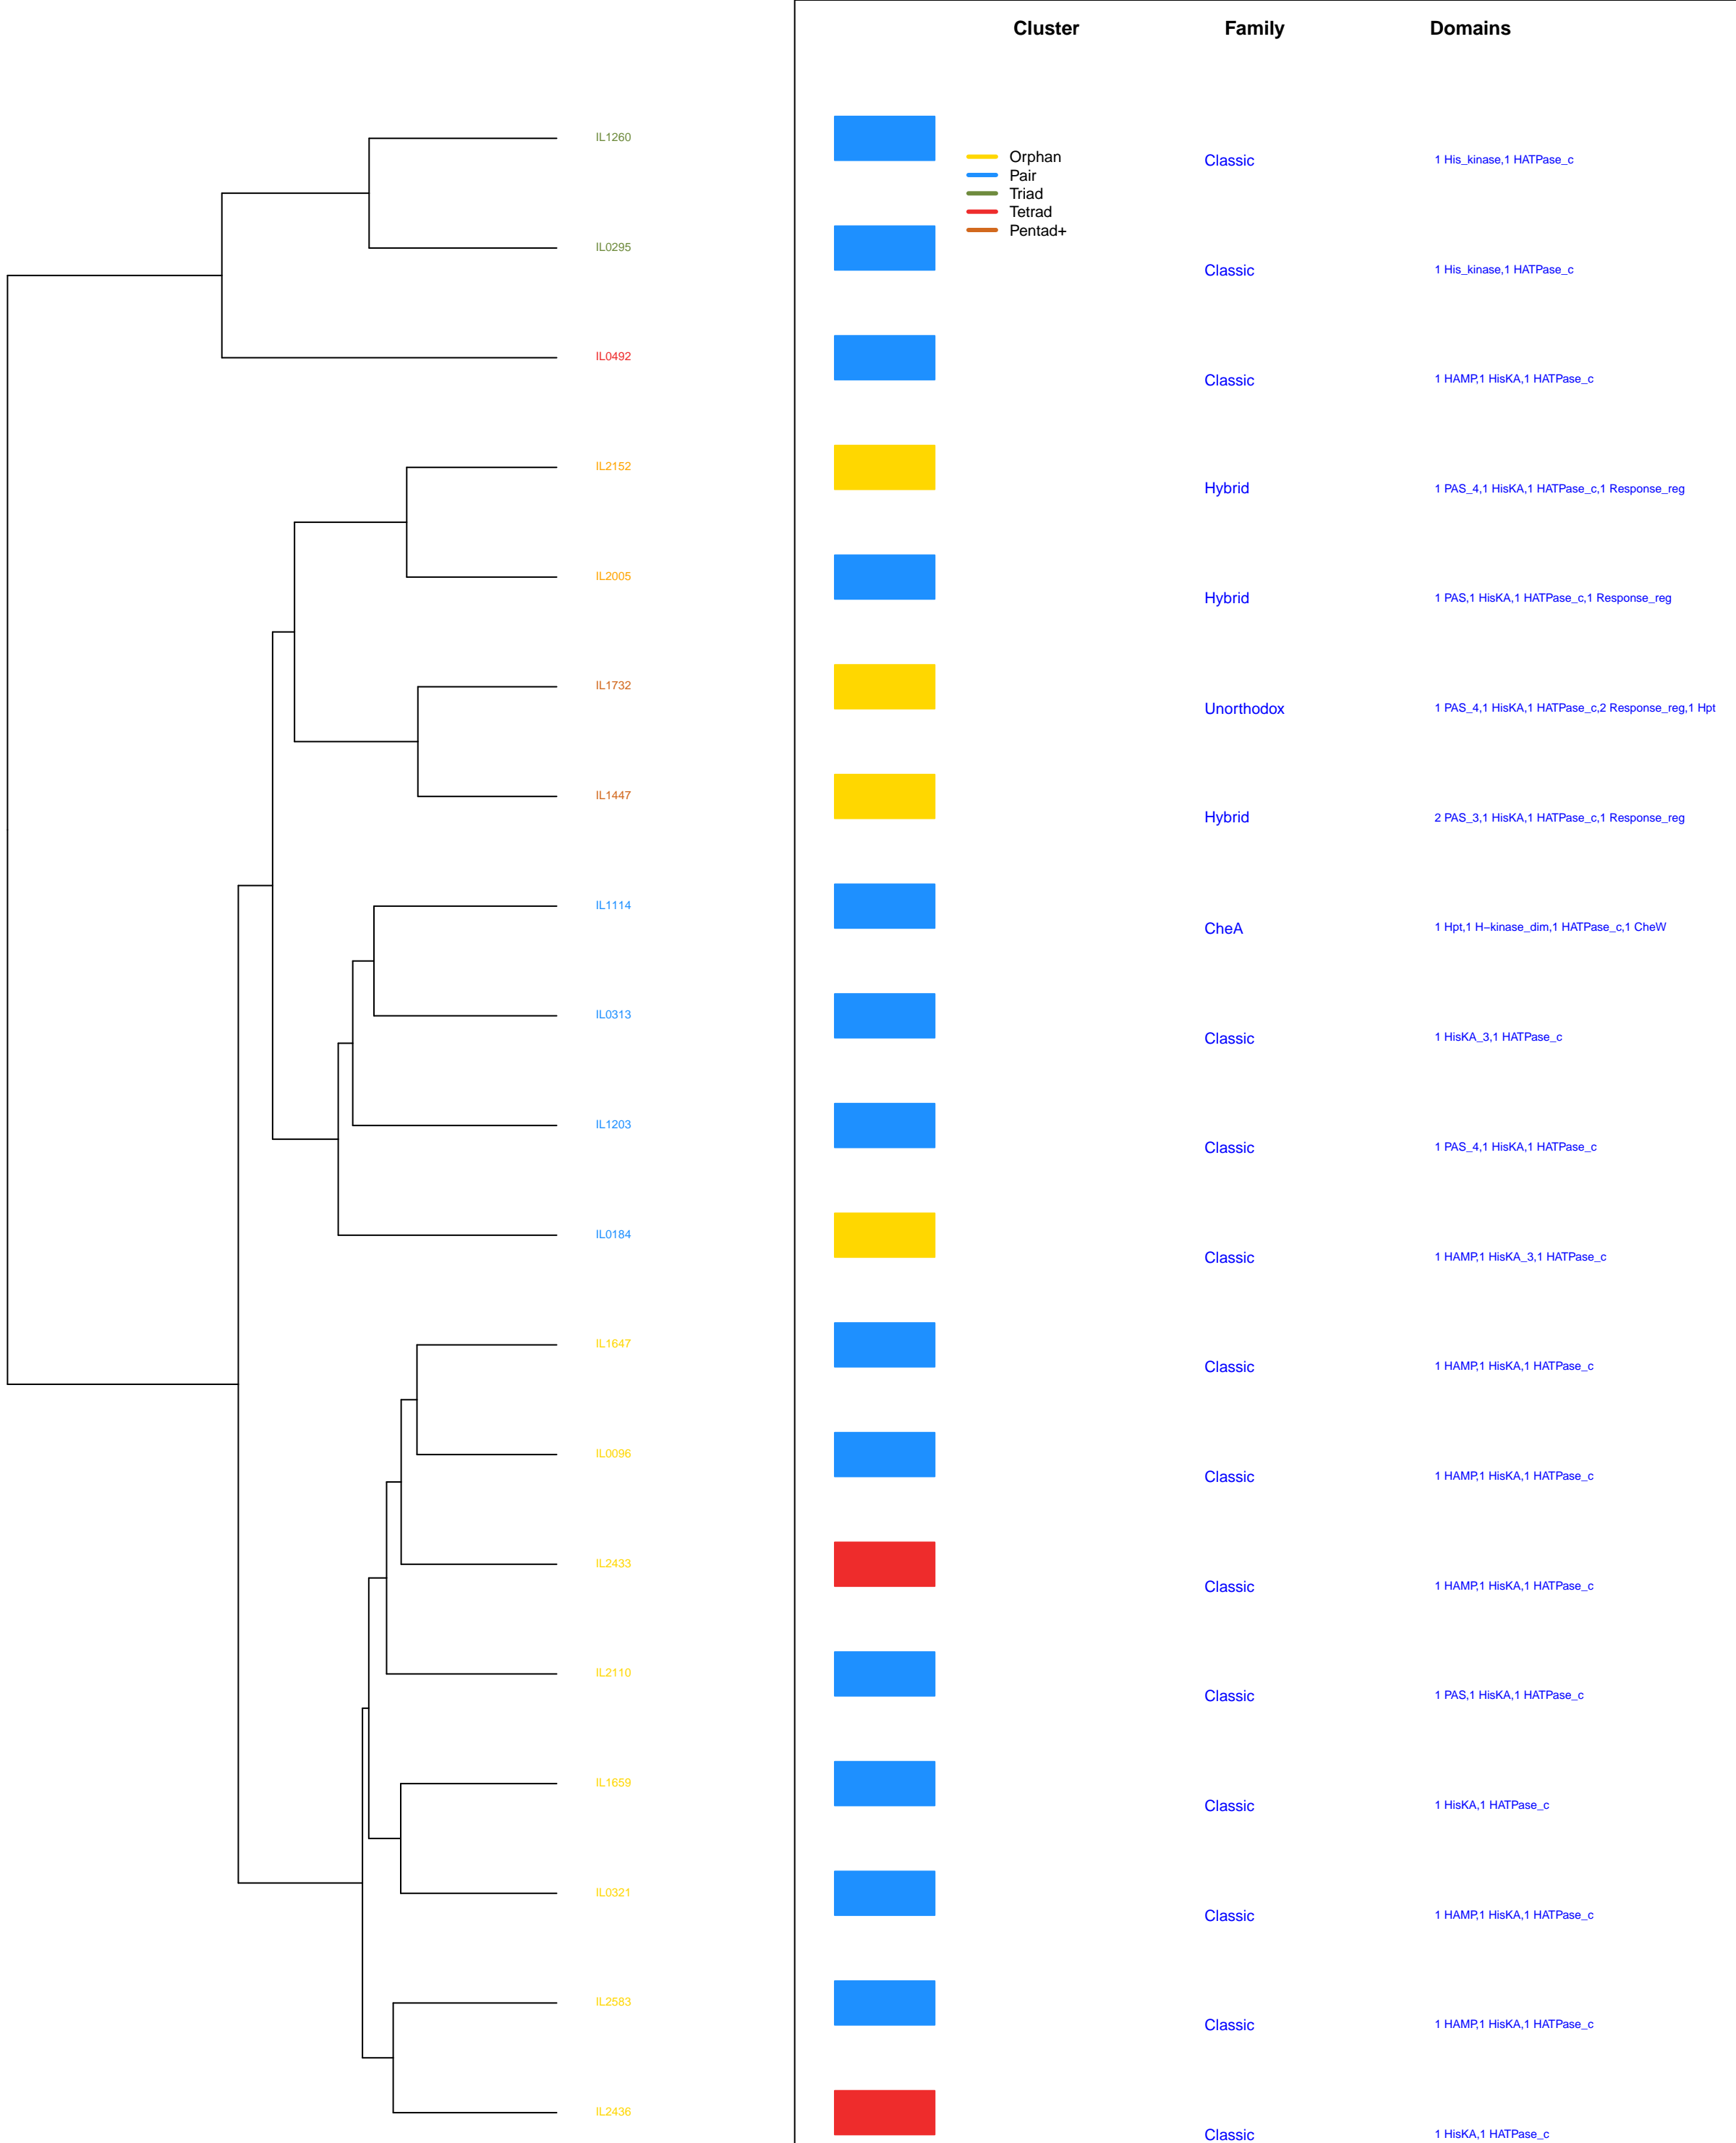 Cluster Family Domains
IL1260
Orphan
Classic 1 His_kinase,1 HATPase_c
Pair
Triad
Tetrad
Pentad+
IL0295
Classic 1 His_kinase,1 HATPase_c
IL0492
Classic 1 HAMP,1 HisKA,1 HATPase_c
IL2152
Hybrid 1 PAS_4,1 HisKA,1 HATPase_c,1 Response_reg
IL2005
Hybrid 1 PAS,1 HisKA,1 HATPase_c,1 Response_reg
IL1732
Unorthodox 1 PAS_4,1 HisKA,1 HATPase_c,2 Response_reg,1 Hpt
IL1447
Hybrid 2 PAS_3,1 HisKA,1 HATPase_c,1 Response_reg
IL1114
CheA 1 Hpt,1 H−kinase_dim,1 HATPase_c,1 CheW
IL0313
Classic 1 HisKA_3,1 HATPase_c
IL1203
Classic 1 PAS_4,1 HisKA,1 HATPase_c
IL0184
Classic 1 HAMP,1 HisKA_3,1 HATPase_c
IL1647
Classic 1 HAMP,1 HisKA,1 HATPase_c
IL0096
Classic 1 HAMP,1 HisKA,1 HATPase_c
IL2433
Classic 1 HAMP,1 HisKA,1 HATPase_c
IL2110
Classic 1 PAS,1 HisKA,1 HATPase_c
IL1659
Classic 1 HisKA,1 HATPase_c
IL0321
Classic 1 HAMP,1 HisKA,1 HATPase_c
IL2583
Classic 1 HAMP,1 HisKA,1 HATPase_c
IL2436
Classic 1 HisKA,1 HATPase_c